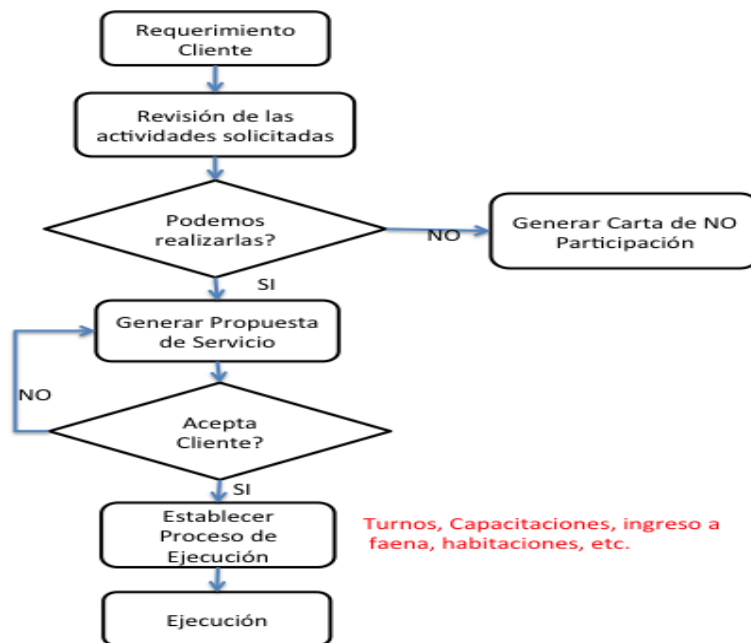 Requerimiento
Cliente
Revisión de las
actividades solicitadas
Podemos
realizarlas?
NO
Generar Carta de NO
Participación
SI
Generar Propuesta
de Servicio
NO
Acepta
Cliente?
SI
Establecer
Proceso de
Ejecución
Turnos, Capacitaciones, ingreso a
faena, habitaciones, etc.
Ejecución